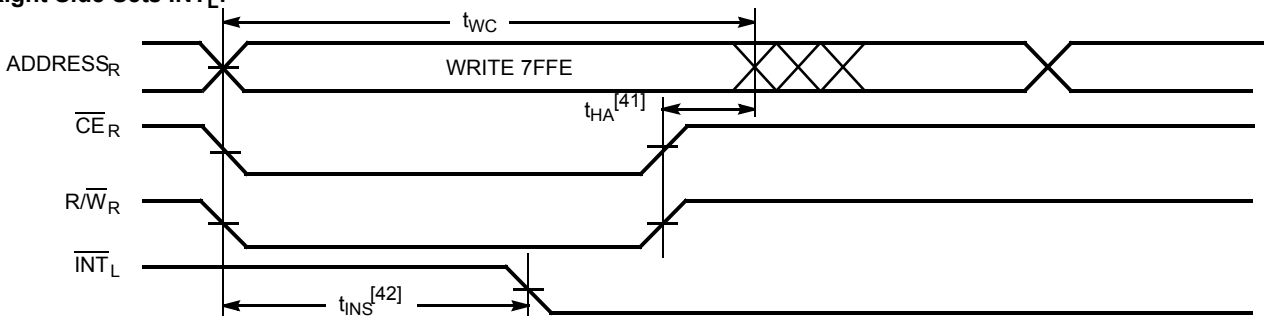 Right Side Sets INTL:
tWC
ADDRESSR
WRITE 7FFE
tHA[41]
CER
R/WR
INTL
tINS[42]